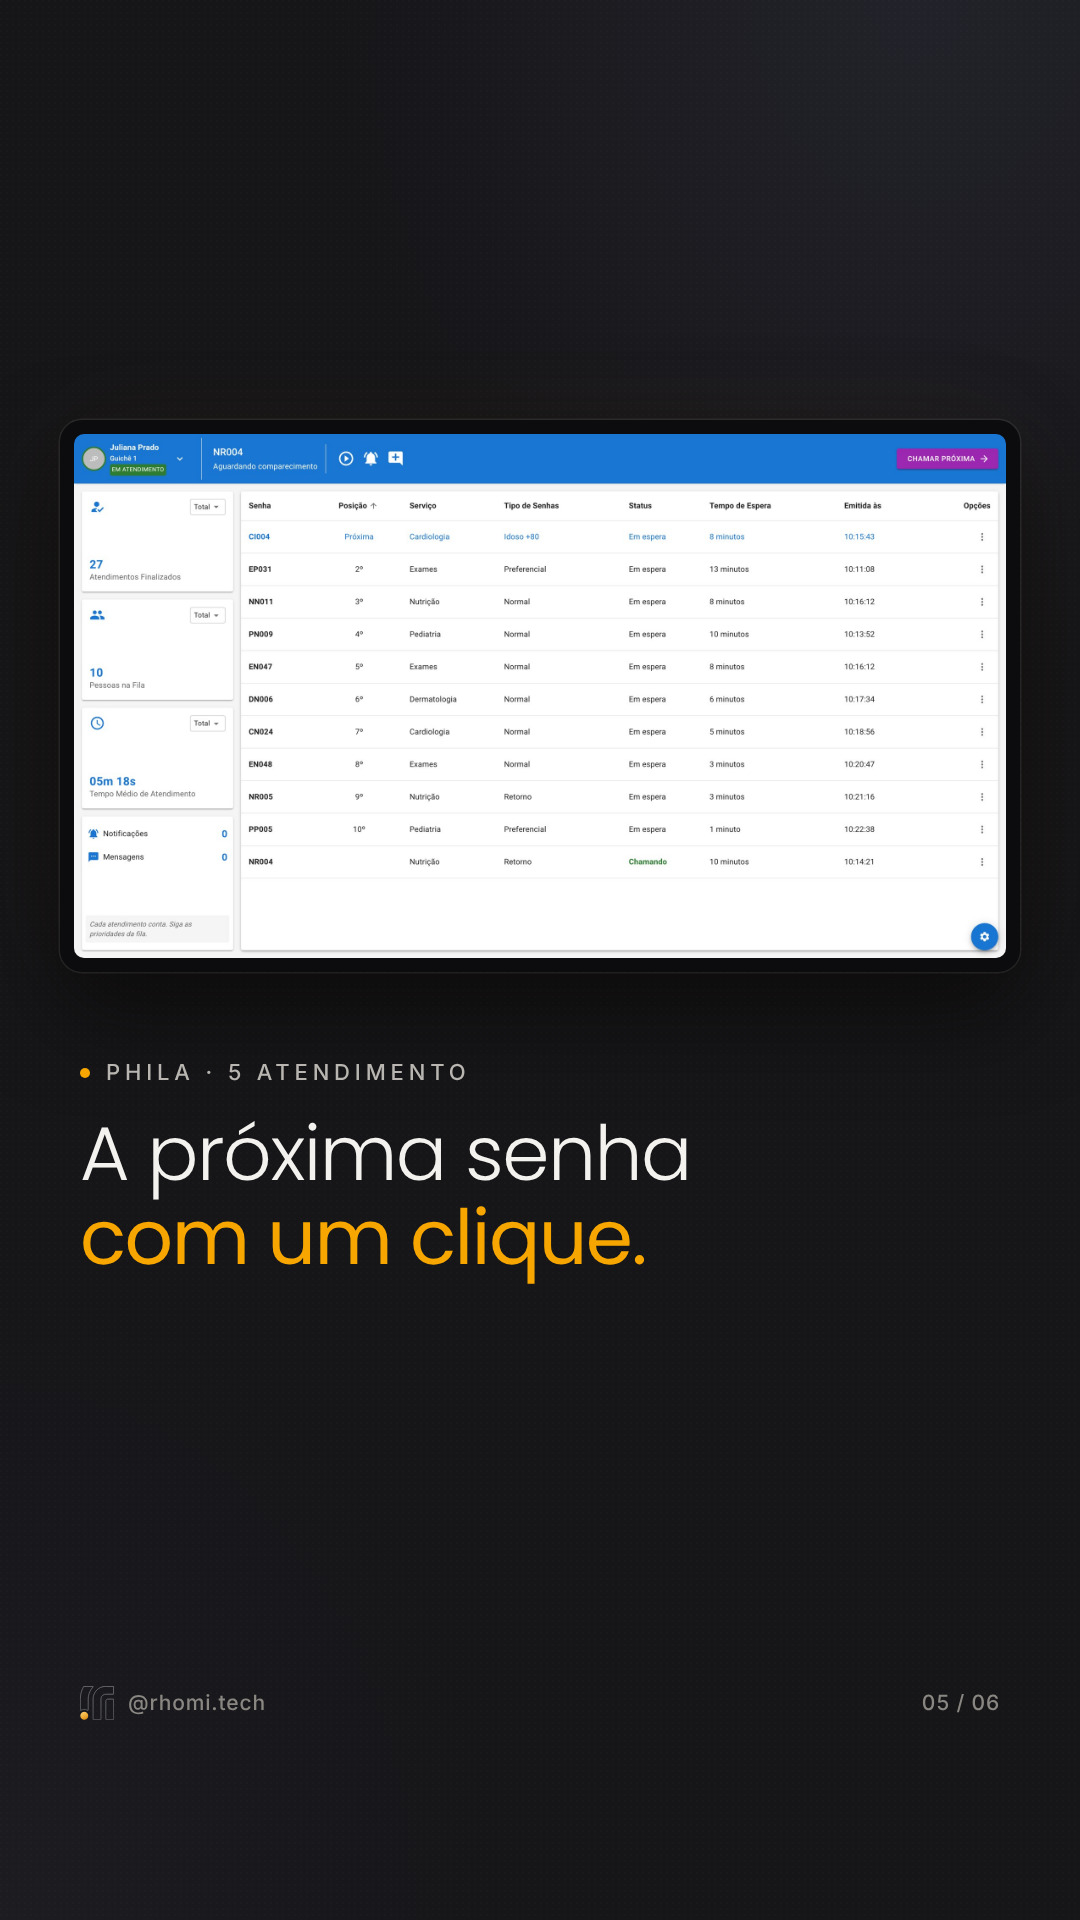 Juliana Prado
Guichê 1
EM ATENDIMENTO
JP
NR004
Aguardando comparecimento
CHAMAR PRÓXIMA
Total
27
Atendimentos Finalizados
Total
10
Pessoas na Fila
Total
05m 18s
Tempo Médio de Atendimento
Notificações 0
Mensagens 0
Cada atendimento conta. Siga as
prioridades da fila.
Senha Posição Serviço Tipo de Senhas Status Tempo de Espera Emitida às Opções
CI004 Próxima Cardiologia Idoso +80 Em espera 8 minutos 10:15:43
EP031 2º Exames Preferencial Em espera 13 minutos 10:11:08
NN011 3º Nutrição Normal Em espera 8 minutos 10:16:12
PN009 4º Pediatria Normal Em espera 10 minutos 10:13:52
EN047 5º Exames Normal Em espera 8 minutos 10:16:12
DN006 6º Dermatologia Normal Em espera 6 minutos 10:17:34
CN024 7º Cardiologia Normal Em espera 5 minutos 10:18:56
EN048 8º Exames Normal Em espera 3 minutos 10:20:47
NR005 9º Nutrição Retorno Em espera 3 minutos 10:21:16
PP005 10º Pediatria Preferencial Em espera 1 minuto 10:22:38
NR004 Nutrição Retorno Chamando 10 minutos 10:14:21
PHILA · 5 ATENDIMENTO
A próxima senha
com um clique.
@rhomi.tech
05 / 06